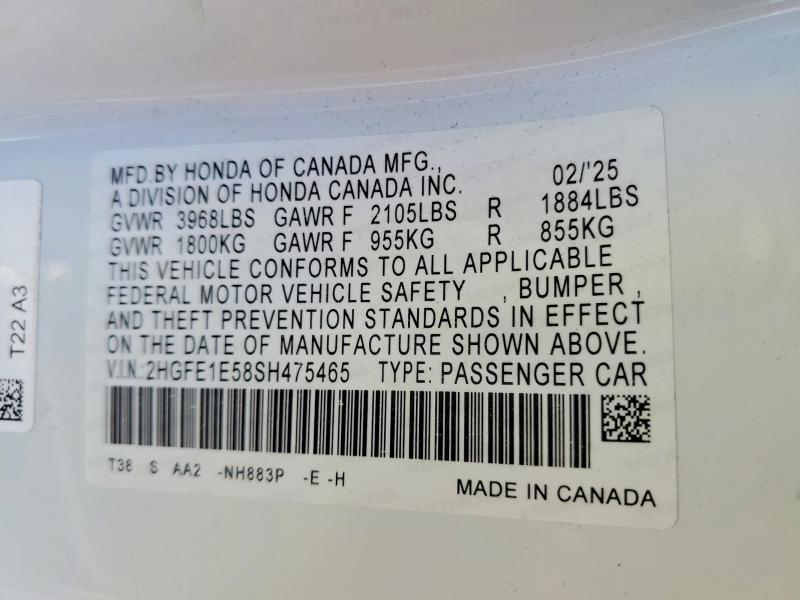 MFD.BY HONDA OF CANADA MFG., 02/'25
A DIVISION OF HONDA CANADA INC.
GVWR 3968LBS GAWR F 2105LBS R 1884LBS
GVWR 1800KG GAWR F 955KG R 855KG
THIS VEHICLE CONFORMS TO ALL APPLICABLE
FEDERAL MOTOR VEHICLE SAFETY , BUMPER ,
AND THEFT PREVENTION STANDARDS IN EFFECT
ON THE DATE OF MANUFACTURE SHOWN ABOVE.
V.I.N.:2HGFE1E58SH475465 TYPE: PASSENGER CAR
T38 S AA2 -NH883P -E -H
MADE IN CANADA
T22 A3